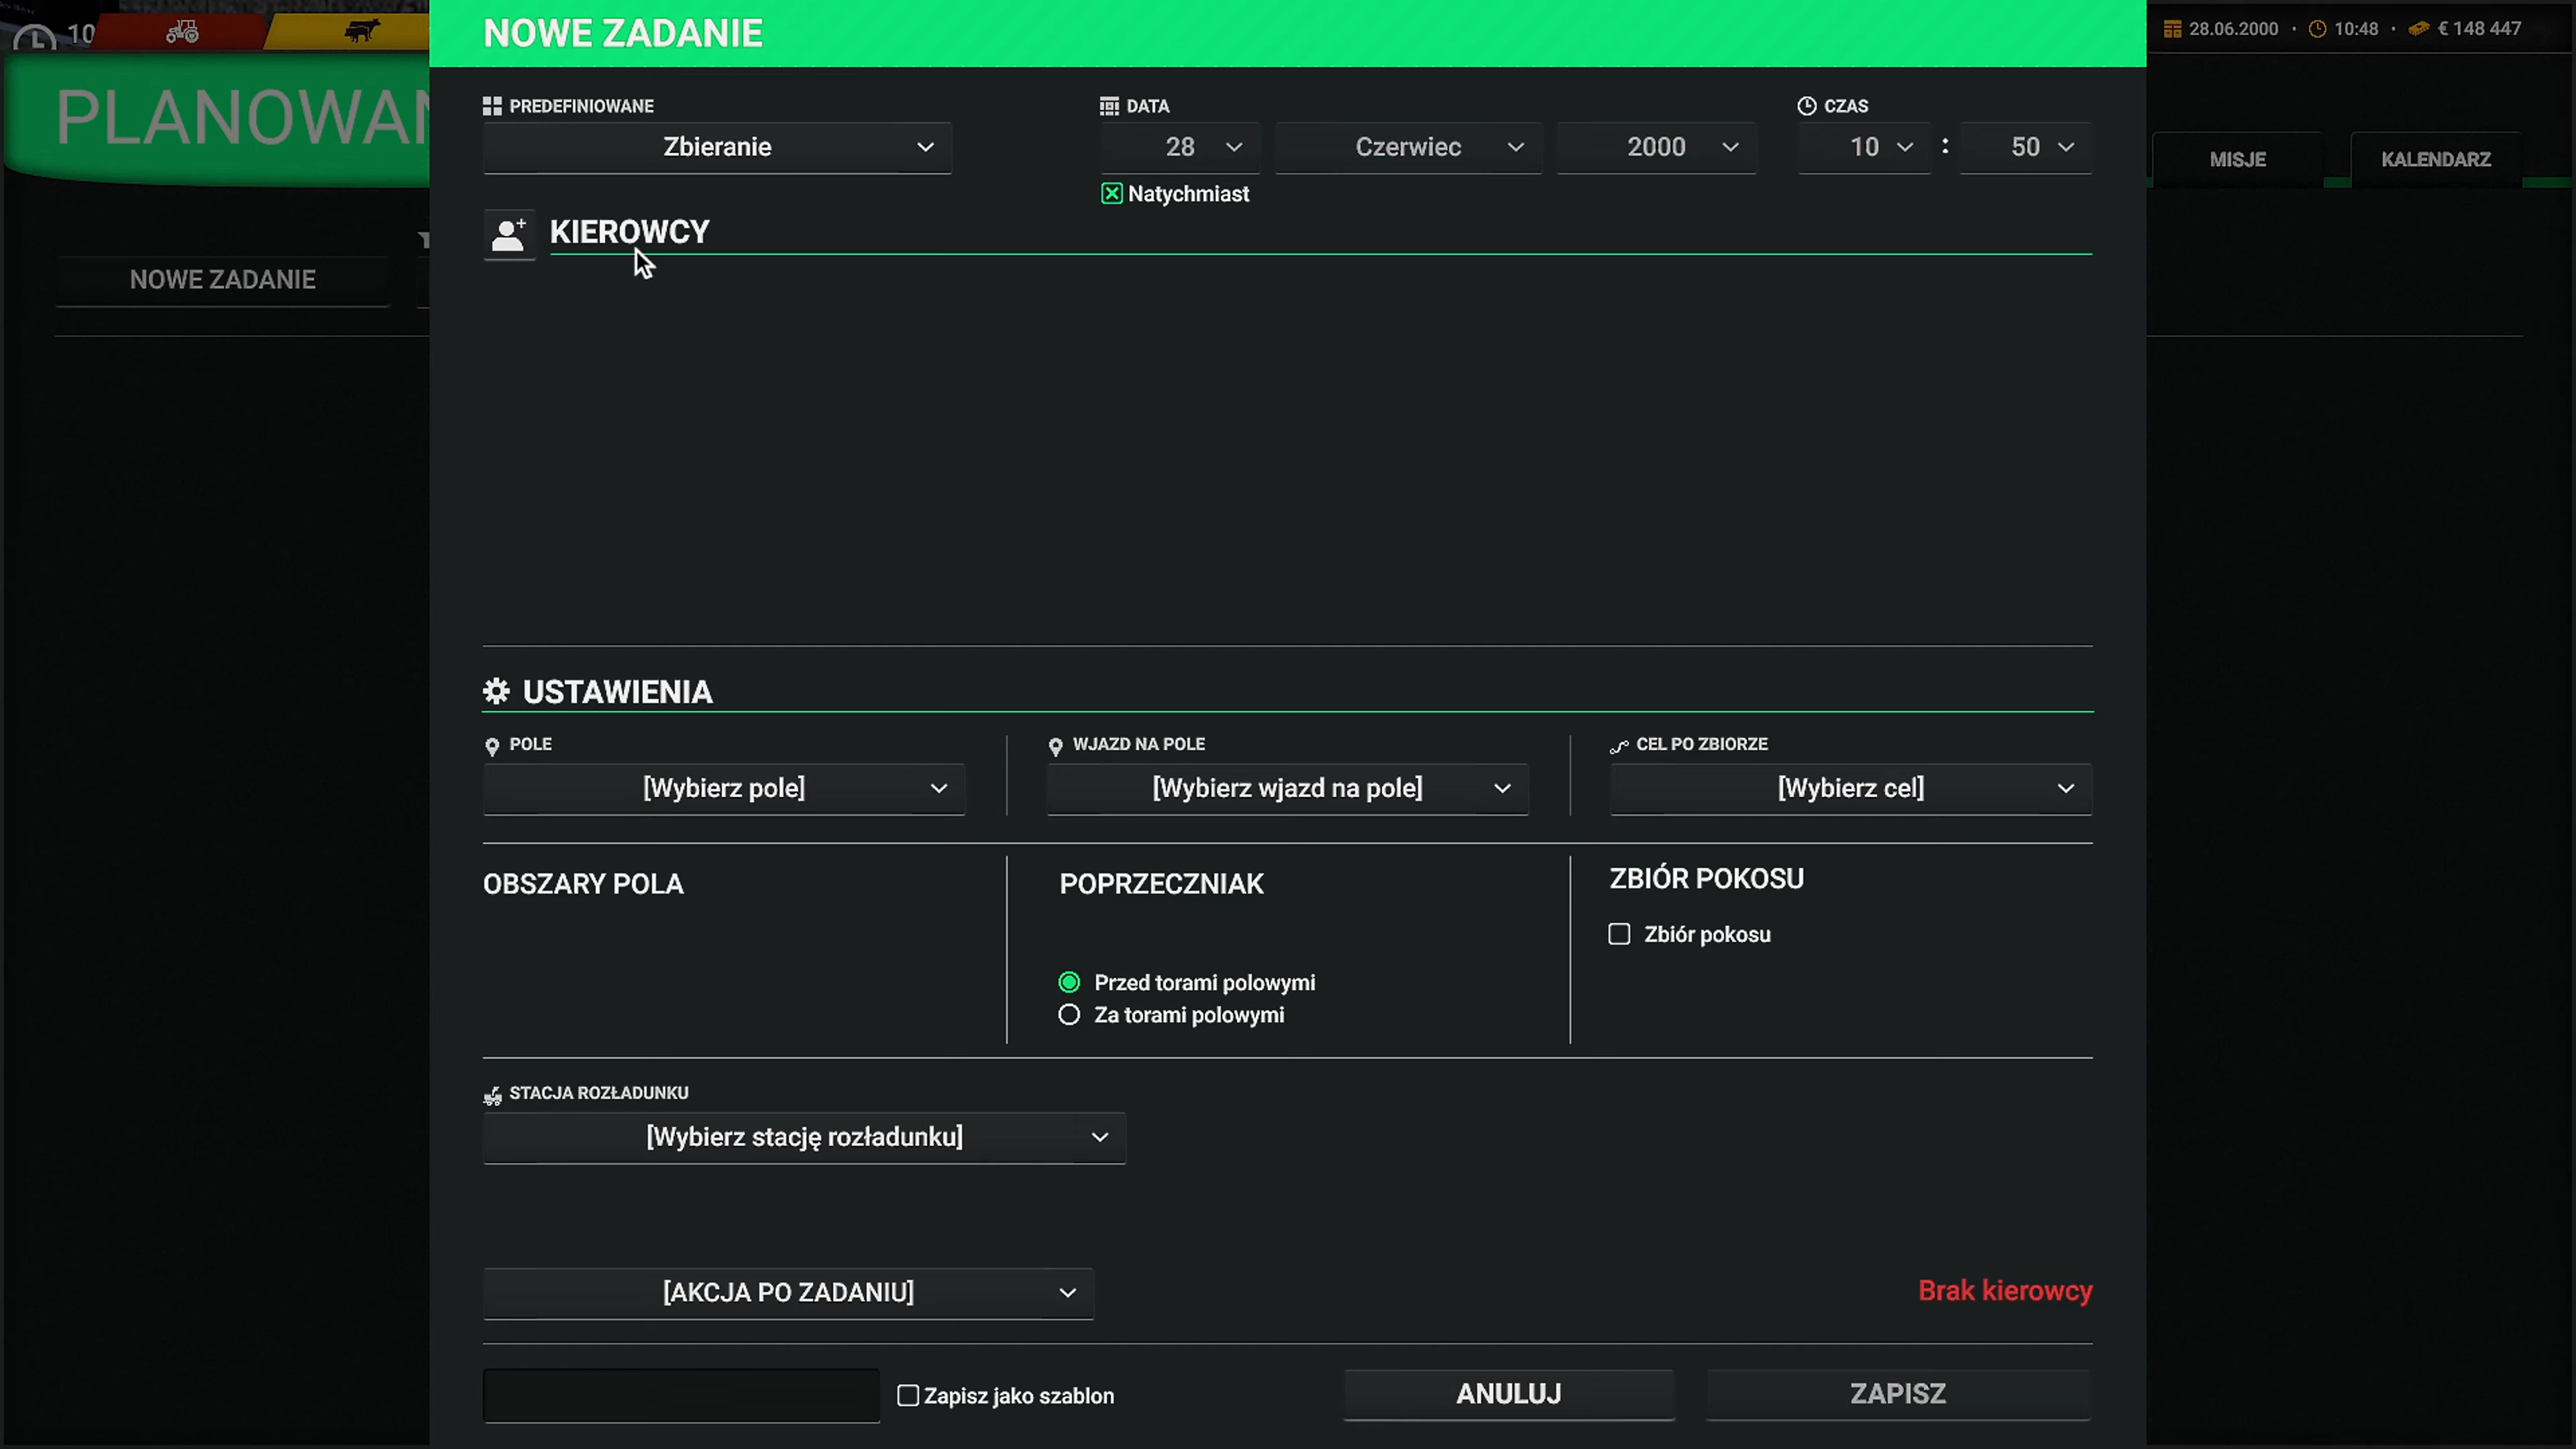 10
28.06.2000 · 10:48 · € 148 447
NOWE ZADANIE
PLANOWAN
MISJE
KALENDARZ
NOWE ZADANIE
PREDEFINIOWANE
DATA
CZAS
Zbieranie
28
Czerwiec
2000
10 : 50
Natychmiast
KIEROWCY
USTAWIENIA
POLE
WJAZD NA POLE
CEL PO ZBIORZE
[Wybierz pole]
[Wybierz wjazd na pole]
[Wybierz cel]
OBSZARY POLA
POPRZECZNIAK
ZBIÓR POKOSU
Zbiór pokosu
Przed torami polowymi
Za torami polowymi
STACJA ROZŁADUNKU
[Wybierz stację rozładunku]
[AKCJA PO ZADANIU]
Brak kierowcy
Zapisz jako szablon
ANULUJ
ZAPISZ